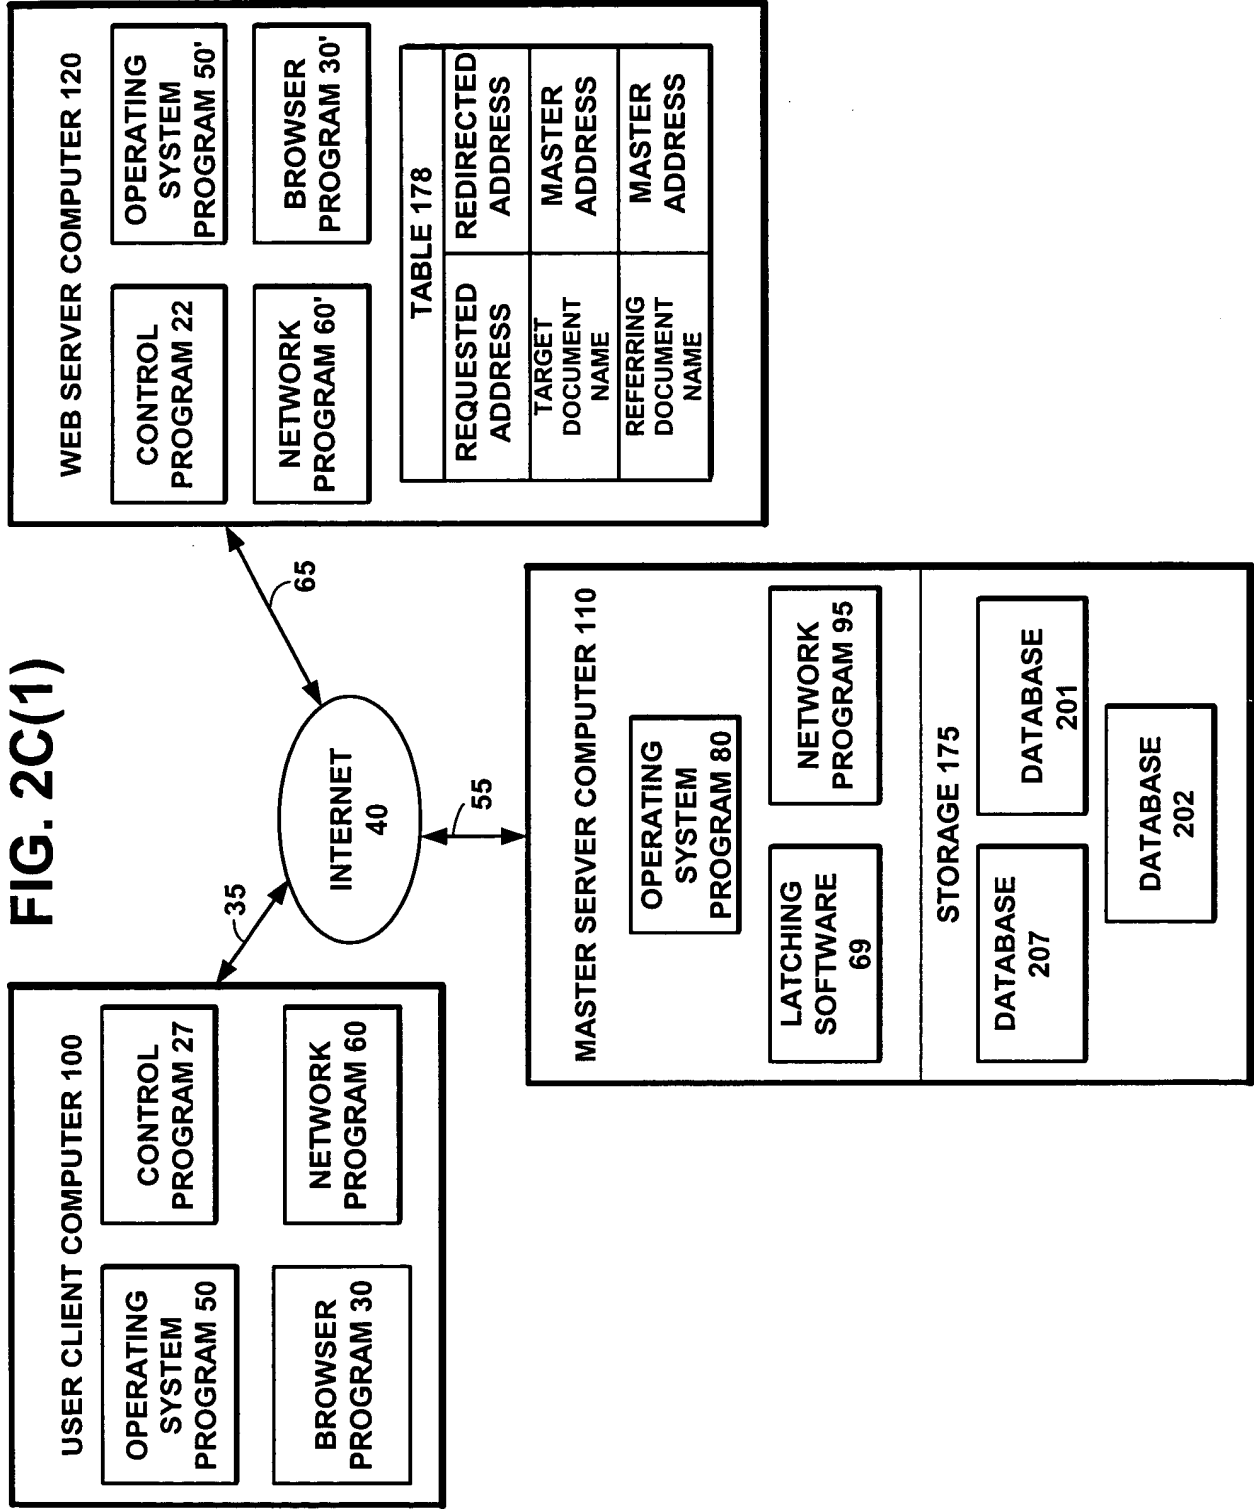 FIG. 2C(1)
USER CLIENT COMPUTER 100
OPERATING
SYSTEM
PROGRAM 50
CONTROL
PROGRAM 27
BROWSER
PROGRAM 30
NETWORK
PROGRAM 60
35
INTERNET
40
55
65
WEB SERVER COMPUTER 120
CONTROL
PROGRAM 22
OPERATING
SYSTEM
PROGRAM 50'
NETWORK
PROGRAM 60'
BROWSER
PROGRAM 30'
TABLE 178
REQUESTED
ADDRESS
REDIRECTED
ADDRESS
TARGET
DOCUMENT
NAME
MASTER
ADDRESS
REFERRING
DOCUMENT
NAME
MASTER
ADDRESS
MASTER SERVER COMPUTER 110
OPERATING
SYSTEM
PROGRAM 80
LATCHING
SOFTWARE
69
NETWORK
PROGRAM 95
STORAGE 175
DATABASE
207
DATABASE
201
DATABASE
202